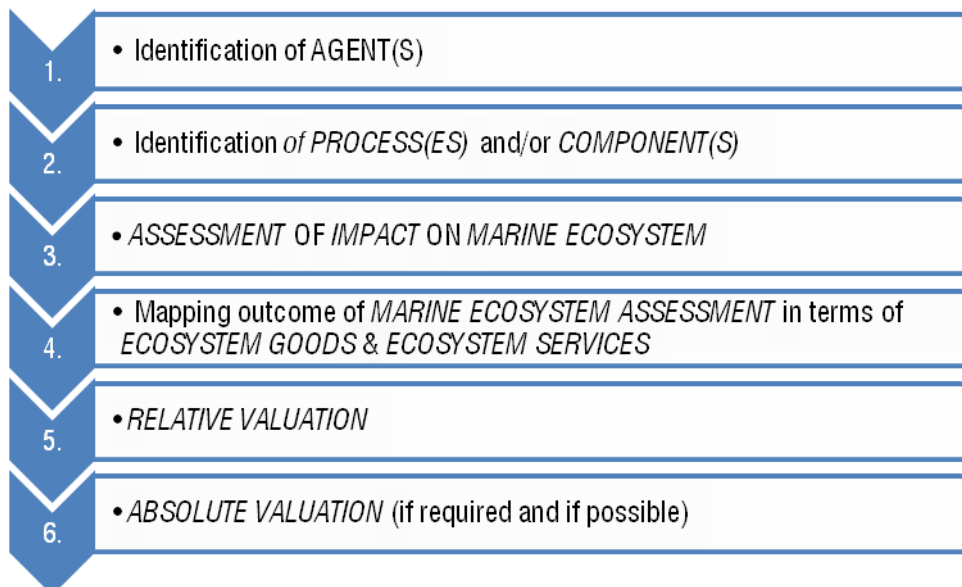 1.
• Identification of AGENT(S)
2.
• Identification of PROCESS(ES) and/or COMPONENT(S)
3.
• ASSESSMENT OF IMPACT ON MARINE ECOSYSTEM
4.
• Mapping outcome of MARINE ECOSYSTEM ASSESSMENT in terms of
ECOSYSTEM GOODS & ECOSYSTEM SERVICES
5.
• RELATIVE VALUATION
6.
• ABSOLUTE VALUATION (if required and if possible)